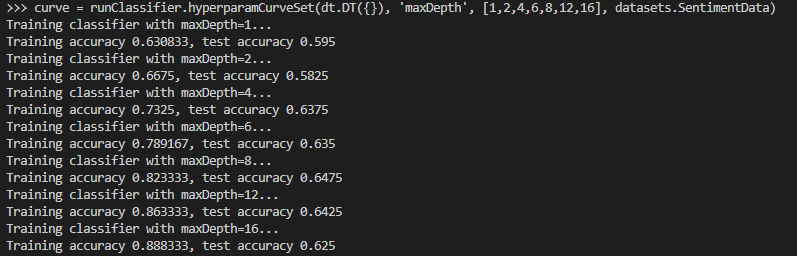 >>> curve = runClassifier.hyperparamCurveSet(dt.DT({}), 'maxDepth', [1,2,4,6,8,12,16], datasets.SentimentData)
Training classifier with maxDepth=1...
Training accuracy 0.630833, test accuracy 0.595
Training classifier with maxDepth=2...
Training accuracy 0.6675, test accuracy 0.5825
Training classifier with maxDepth=4...
Training accuracy 0.7325, test accuracy 0.6375
Training classifier with maxDepth=6...
Training accuracy 0.789167, test accuracy 0.635
Training classifier with maxDepth=8...
Training accuracy 0.823333, test accuracy 0.6475
Training classifier with maxDepth=12...
Training accuracy 0.863333, test accuracy 0.6425
Training classifier with maxDepth=16...
Training accuracy 0.888333, test accuracy 0.625